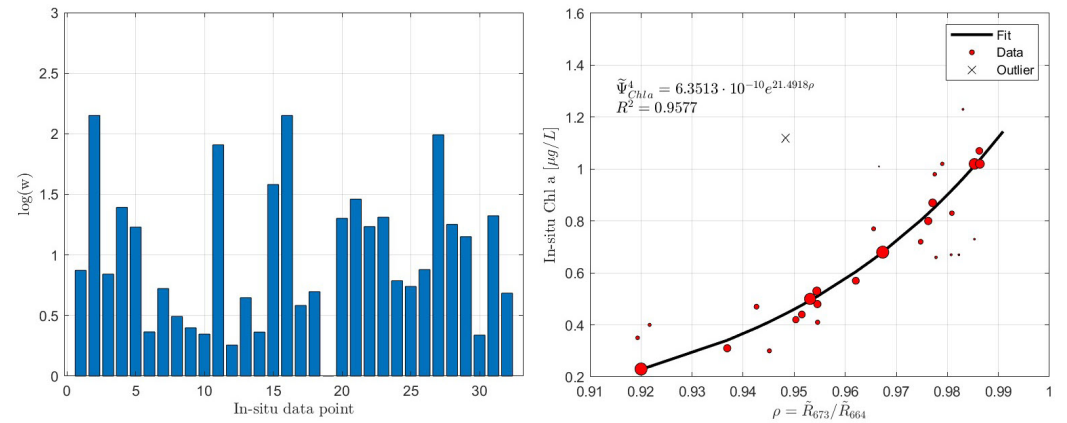 3
2.5
2
1.5
1
0.5
0
log(w)
0 5 10 15 20 25 30
In-situ data point
1.6
1.4
1.2
1
0.8
0.6
0.4
0.2
In-situ Chl a [μg/L]
Fit
Data
Outlier
Ψ̃⁴_{Chla} = 6.3513 · 10⁻¹⁰e^{21.4918ρ}
R² = 0.9577
0.91 0.92 0.93 0.94 0.95 0.96 0.97 0.98 0.99 1
ρ = R̃₆₇₃/R̃₆₆₄